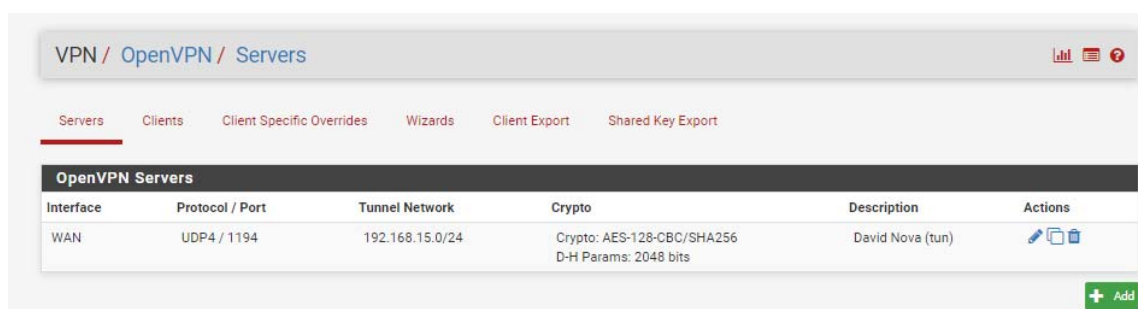 VPN / OpenVPN / Servers
Servers Clients Client Specific Overrides Wizards Client Export Shared Key Export
OpenVPN Servers
Interface Protocol / Port Tunnel Network Crypto Description Actions
WAN UDP4 / 1194 192.168.15.0/24 Crypto: AES-128-CBC/SHA256 David Nova (tun)
D-H Params: 2048 bits
Add